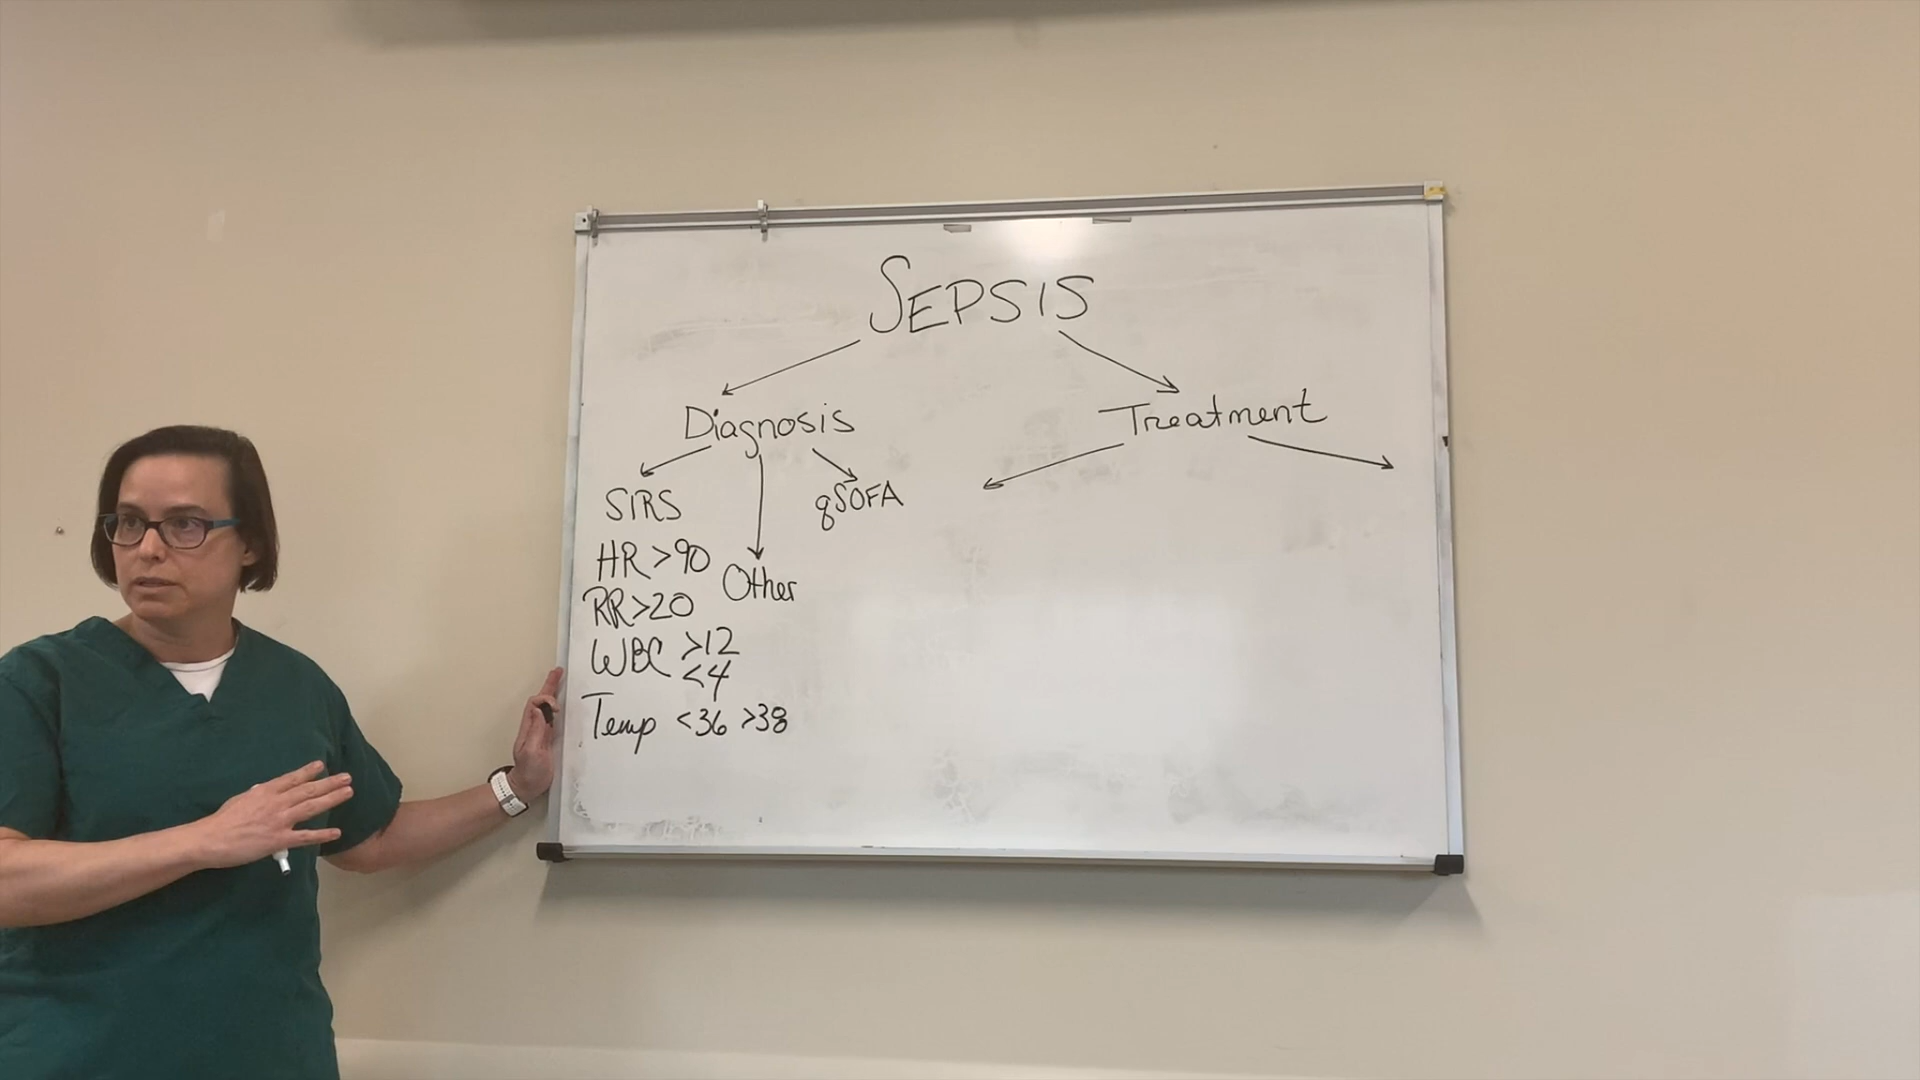 SEPSIS
Diagnosis
Treatment
SIRS
qSOFA
Other
HR >90
RR >20
WBC >12
<4
Temp <36 >38